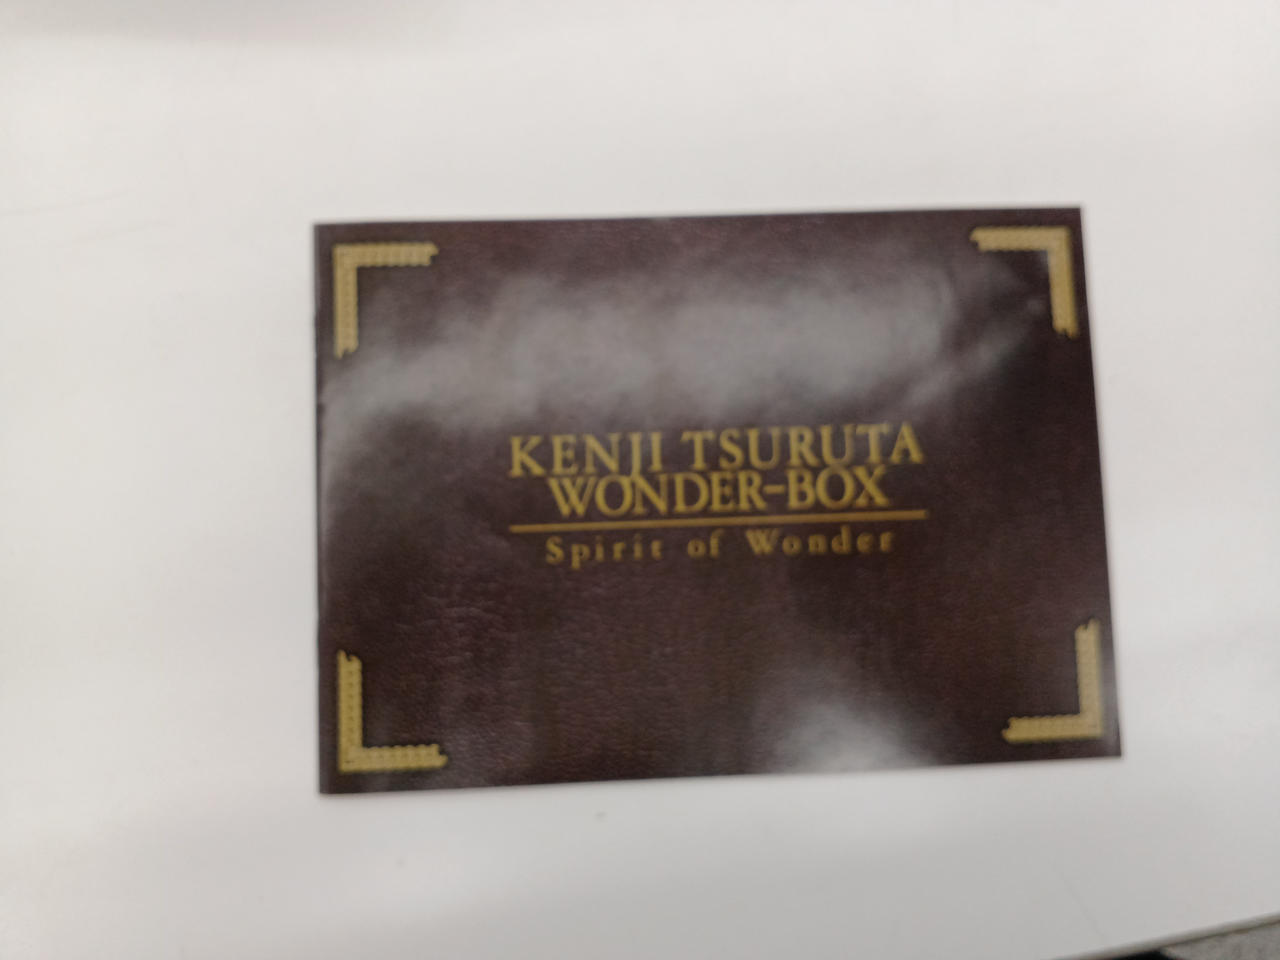 KENJI TSURUTA
WONDER-BOX
Spirit of Wonder